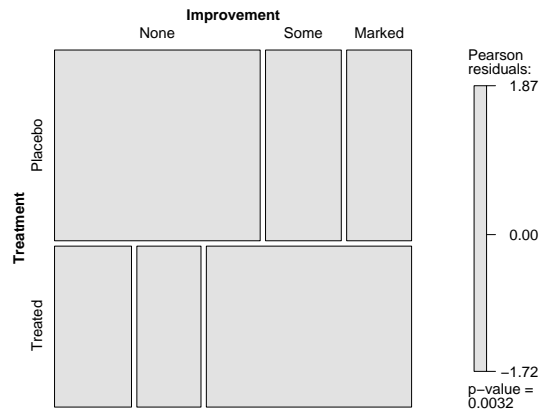 Improvement
None Some Marked
Treatment
Placebo
Treated
Pearson
residuals:
1.87
0.00
−1.72
p−value =
0.0032